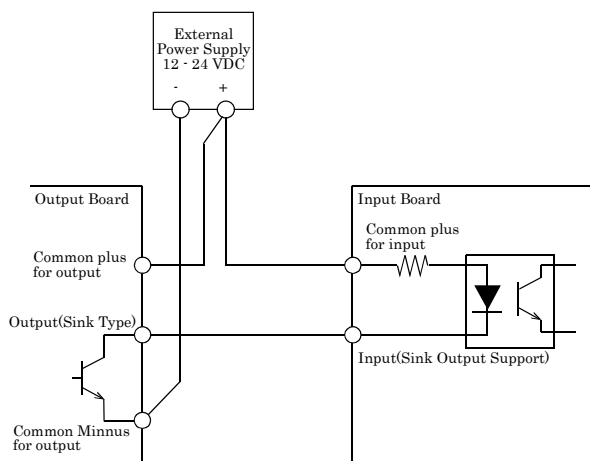 External
Power Supply
12 - 24 VDC
- +
Output Board
Input Board
Common plus
for output
Common plus
for input
Output(Sink Type)
Input(Sink Output Support)
Common Minnus
for output